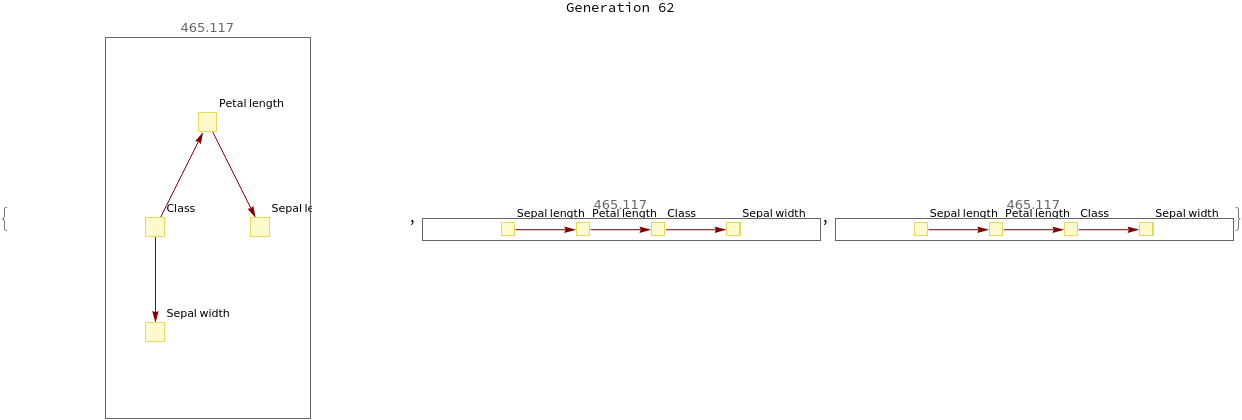 Generation 62
465.117
Petal length
Class
Sepal le
Sepal width
{
,
465.117
Sepal length Petal length Class Sepal width
,
465.117
Sepal length Petal length Class Sepal width
}